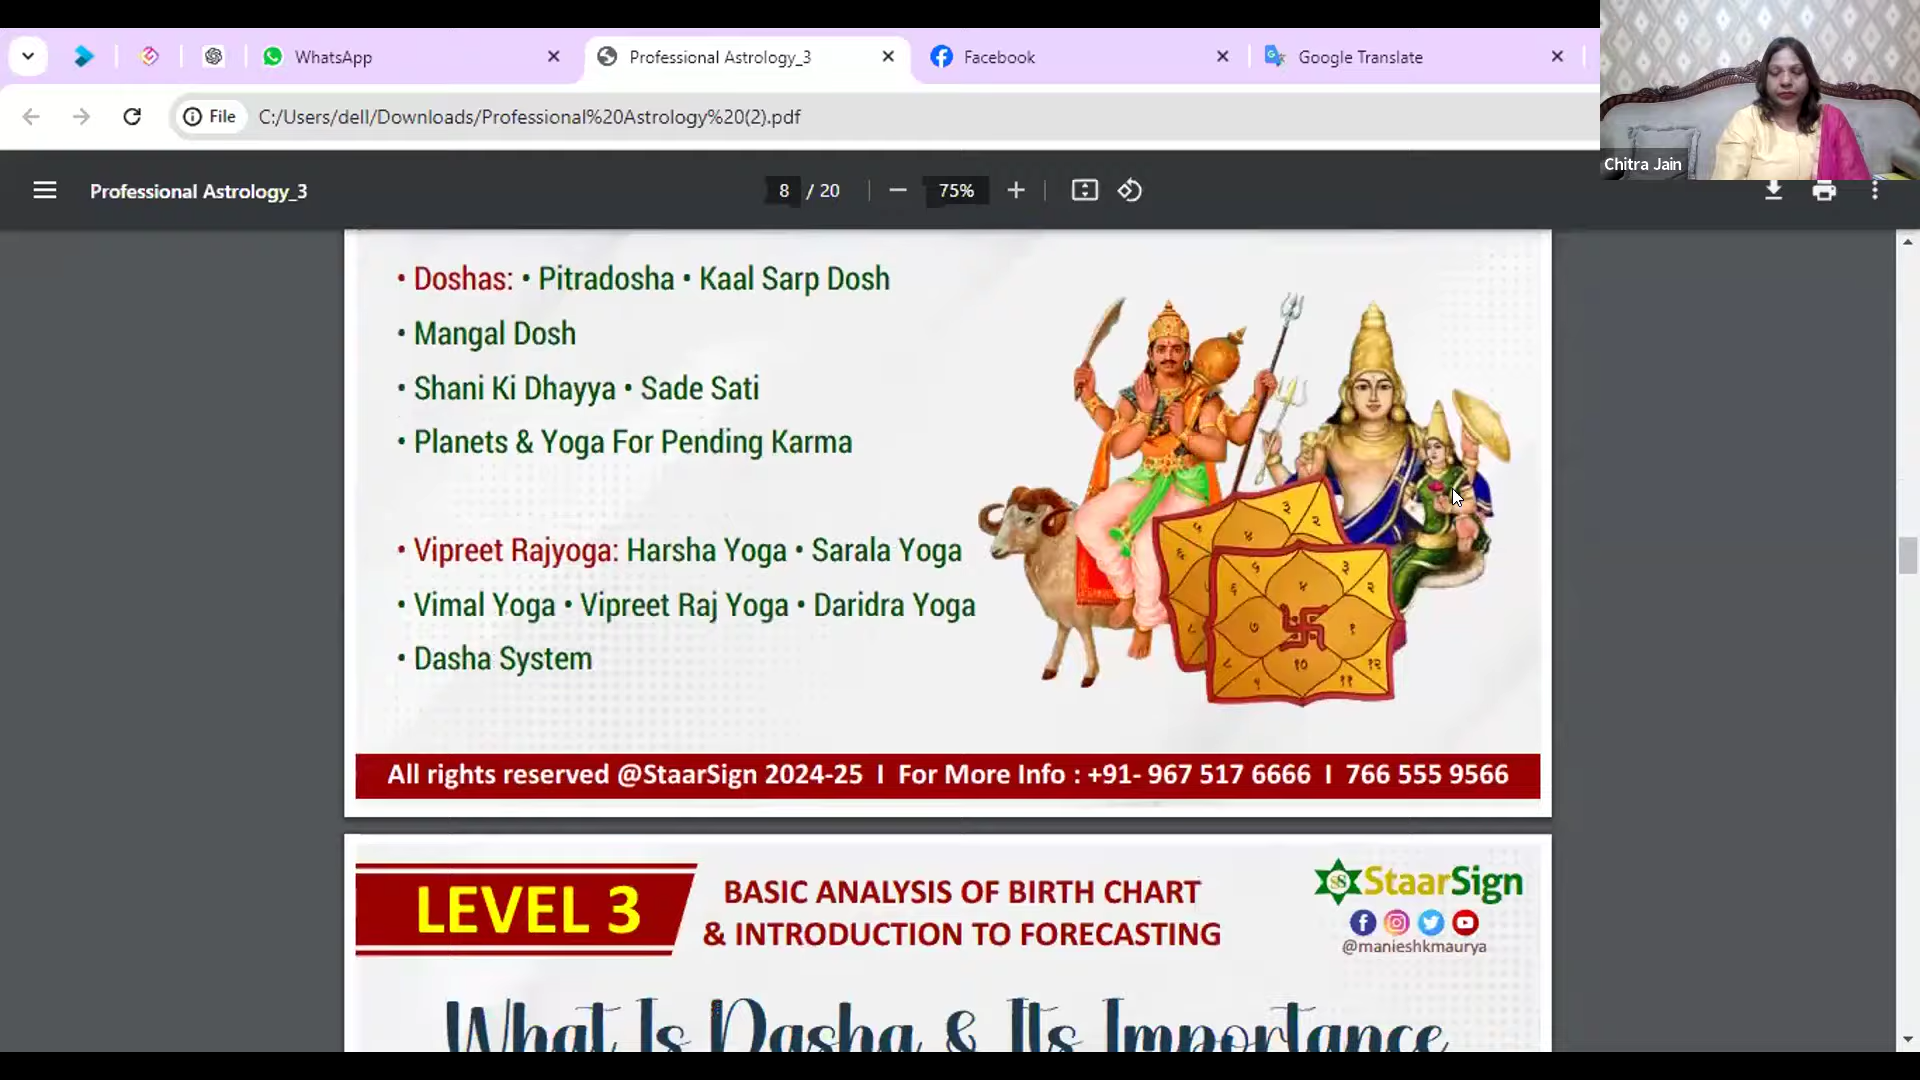 WhatsApp
Professional Astrology_3
Facebook
Google Translate
File
C:/Users/dell/Downloads/Professional%20Astrology%20(2).pdf
Chitra Jain
Professional Astrology_3
8 / 20
75%
• Doshas: • Pitradosha • Kaal Sarp Dosh
• Mangal Dosh
• Shani Ki Dhayya • Sade Sati
• Planets & Yoga For Pending Karma
• Vipreet Rajyoga: Harsha Yoga • Sarala Yoga
• Vimal Yoga • Vipreet Raj Yoga • Daridra Yoga
• Dasha System
All rights reserved @StaarSign 2024-25 I For More Info : +91- 967 517 6666 I 766 555 9566
LEVEL 3
BASIC ANALYSIS OF BIRTH CHART
& INTRODUCTION TO FORECASTING
StaarSign
@manieshkmaurya
What Is Dasha & Its Importance